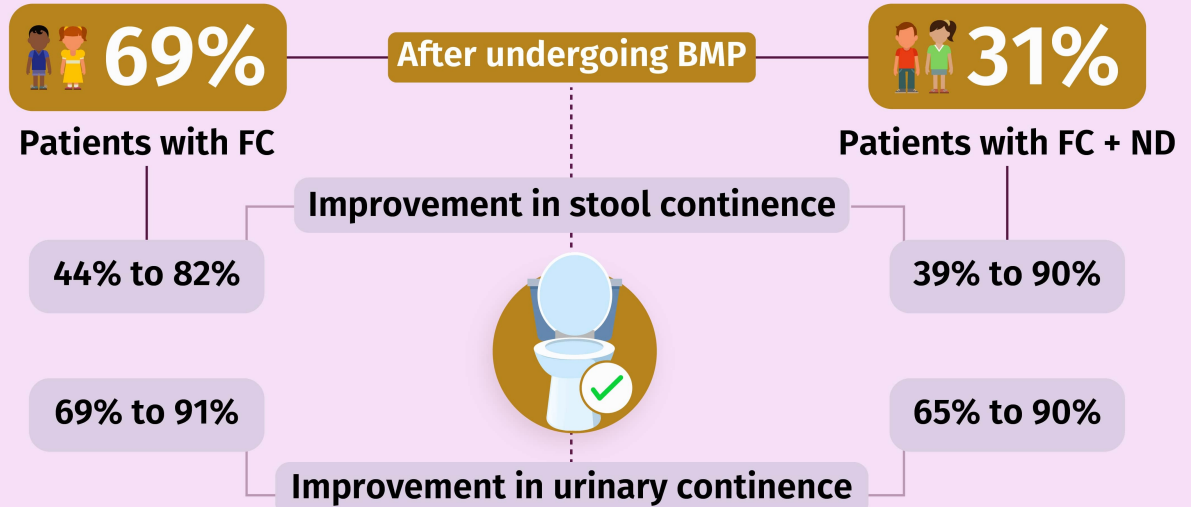 69%
After undergoing BMP
31%
Patients with FC
Patients with FC + ND
Improvement in stool continence
44% to 82%
39% to 90%
69% to 91%
65% to 90%
Improvement in urinary continence